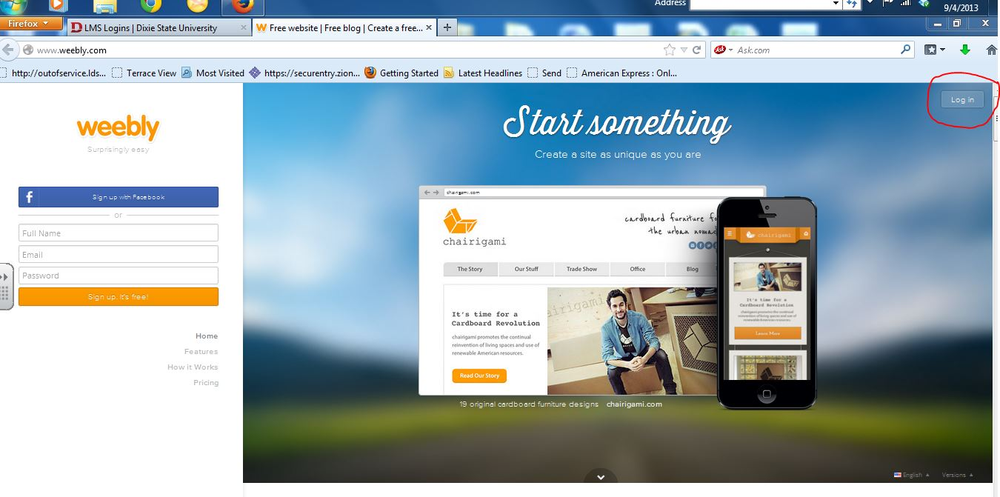 Address
9/4/2013
Firefox
LMS Logins | Dixie State University
Free website | Free blog | Create a free...
www.weebly.com
Ask
Ask.com
http://outofservice.lds...
Terrace View
Most Visited
https://securentry.zion...
Getting Started
Latest Headlines
Send
American Express : Onl...
Log in
weebly
Surprisingly easy
f
Sign up with Facebook
or
Full Name
Email
Password
Sign up. It's free!
Home
Features
How it Works
Pricing
Start something
Create a site as unique as you are
chairigami.com
chairigami
cardboard furniture fo
the urban nomad
The Story
Our Stuff
Trade Show
Office
Blog
It's time for a
Cardboard Revolution
chairigami promotes the continual
reinvention of living spaces and use of
renewable American resources.
Read Our Story
chairigami
It's time for a
Cardboard Revolution
chairigami promotes the continual
reinvention of living spaces and use of
renewable American resources.
Learn More
19 original cardboard furniture designs chairigami.com
English
Versions